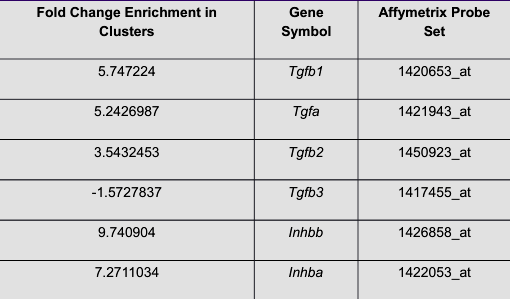 Fold Change Enrichment in Clusters Gene Symbol Affymetrix Probe Set
5.747224 Tgfb1 1420653_at
5.2426987 Tgfa 1421943_at
3.5432453 Tgfb2 1450923_at
-1.5727837 Tgfb3 1417455_at
9.740904 Inhbb 1426858_at
7.2711034 Inhba 1422053_at